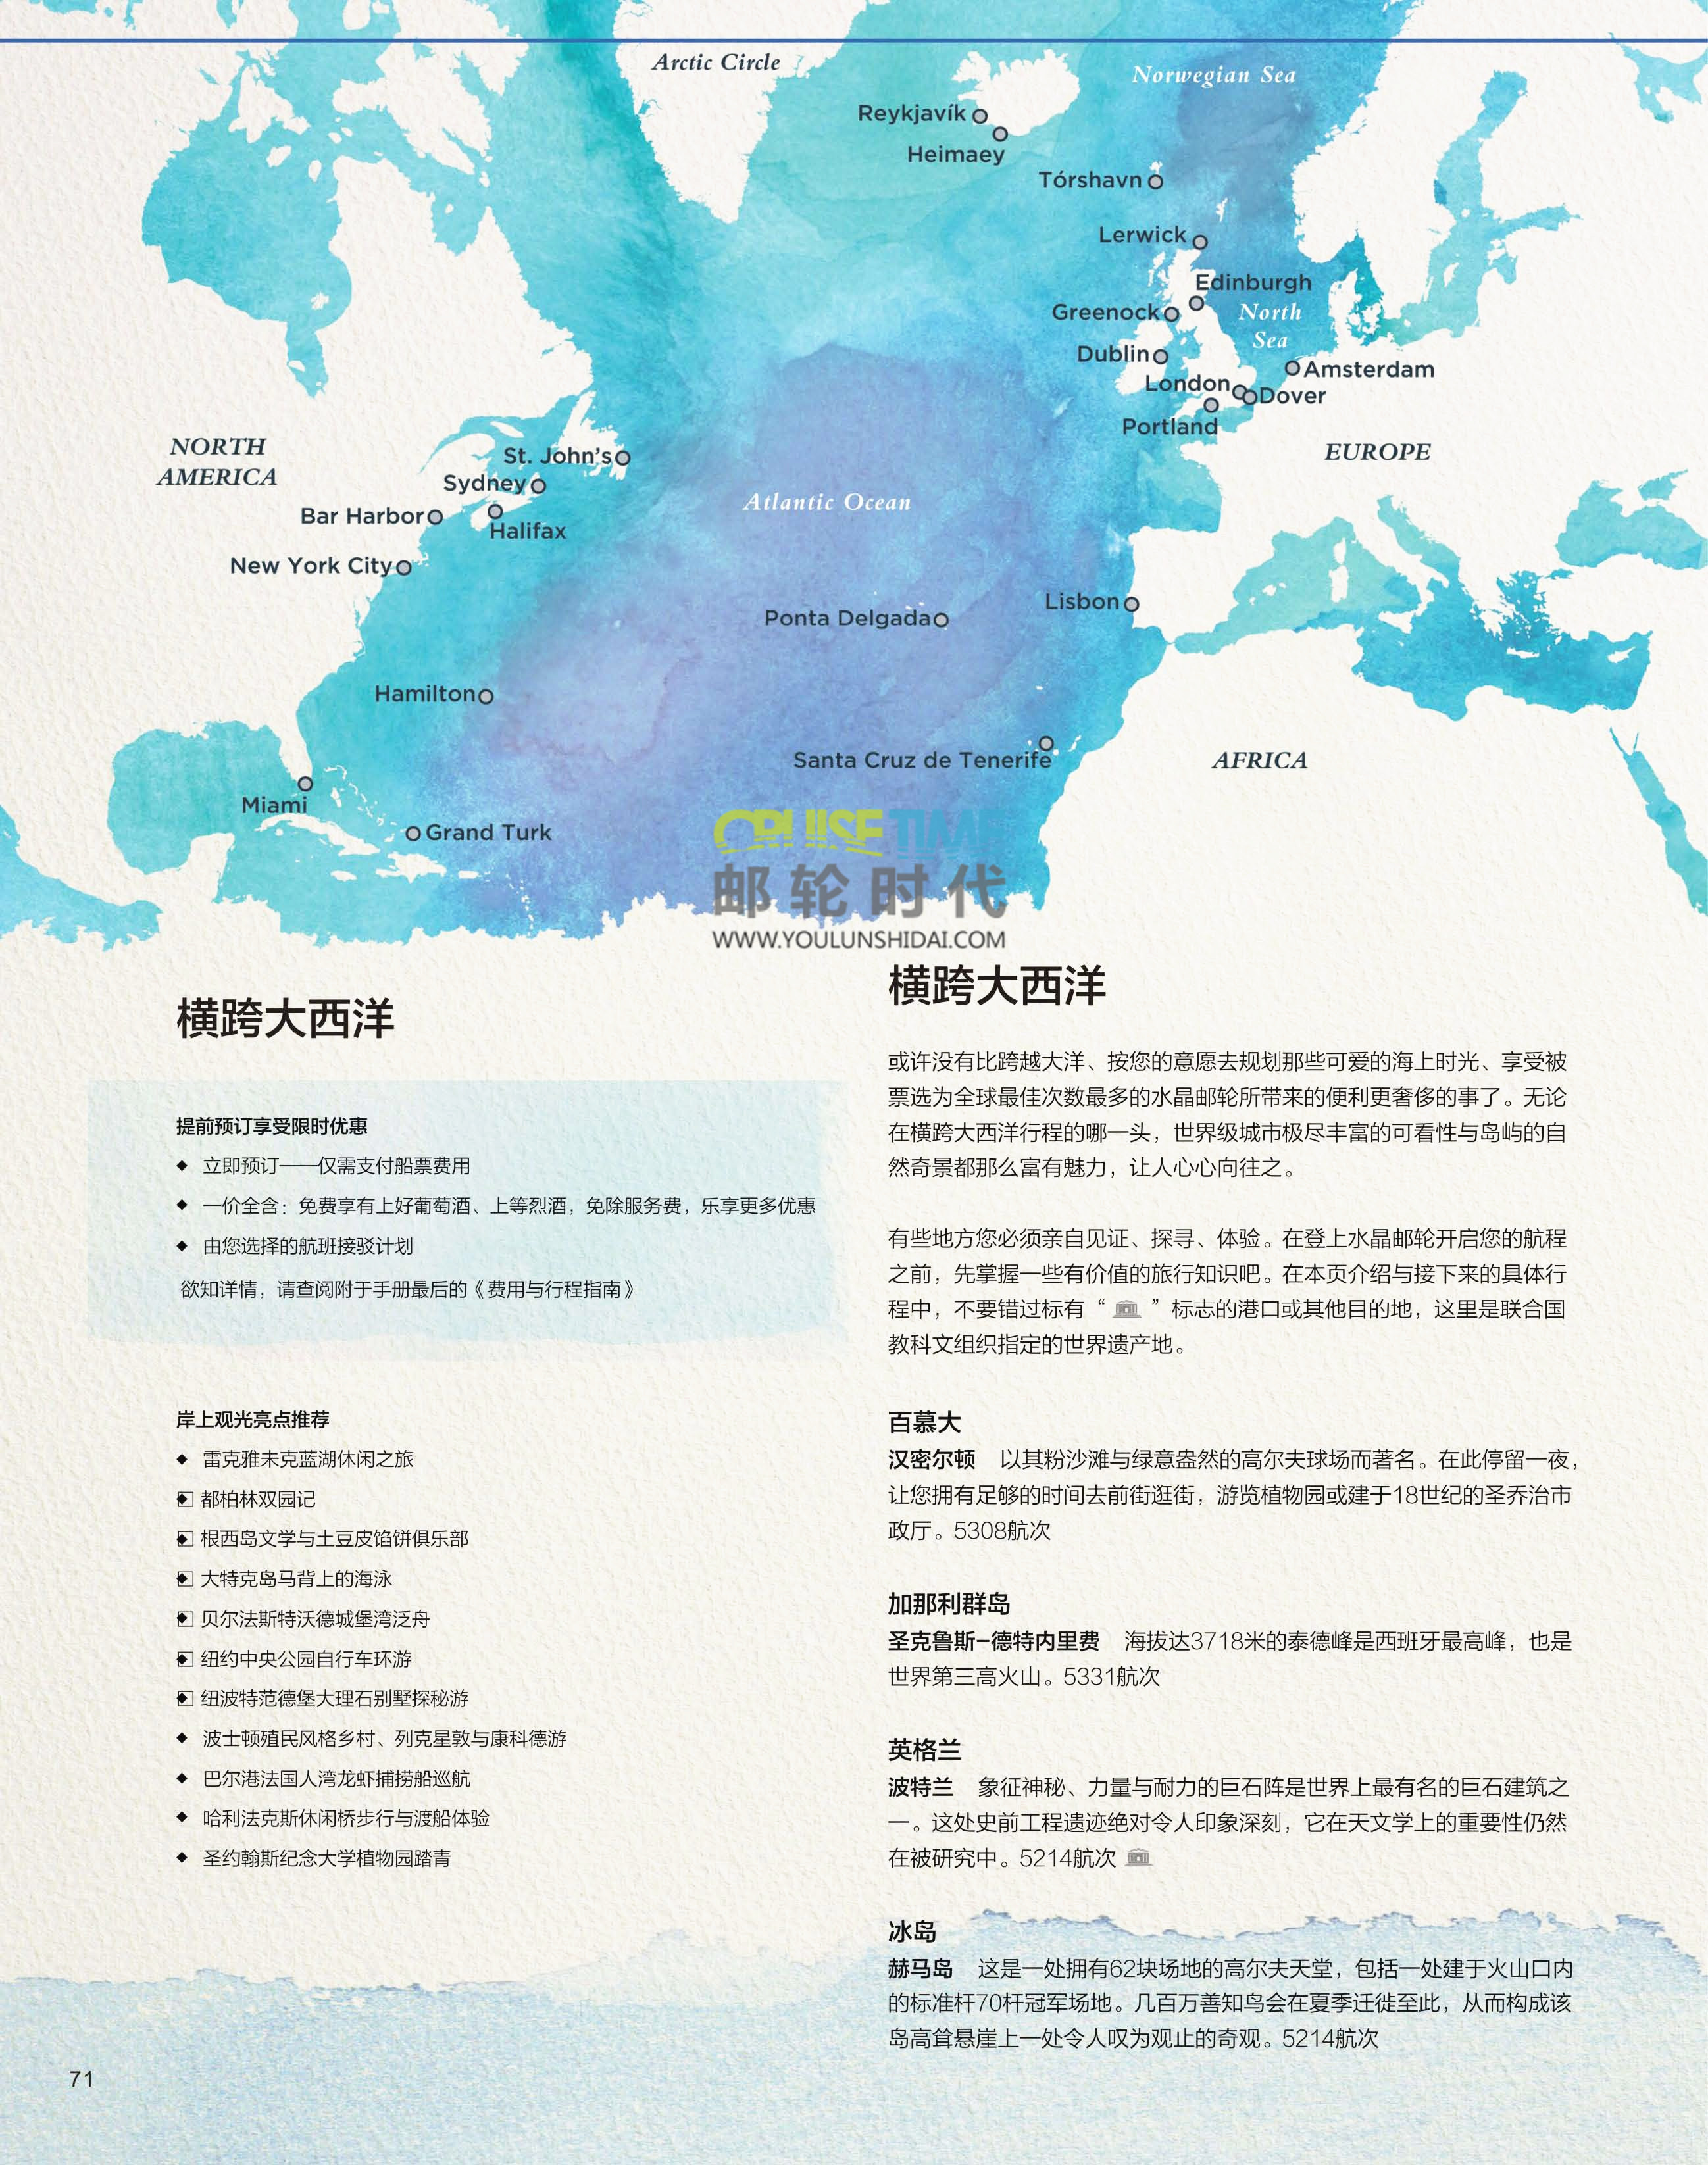 Arctic Circle
Norwegian Sea
Reykjavík
Heimaey
Tórshavn
Lerwick
Edinburgh
Greenock
North
Sea
Dublin
Amsterdam
London
Dover
Portland
NORTH
AMERICA
EUROPE
St. John's
Sydney
Atlantic Ocean
Bar Harbor
Halifax
New York City
Lisbon
Ponta Delgada
Hamilton
Santa Cruz de Tenerife
AFRICA
Miami
Grand Turk
CRUISE TIME
邮轮时代
WWW.YOULUNSHIDAI.COM
横跨大西洋
提前预订享受限时优惠
◆ 立即预订——仅需支付船票费用
◆ 一价全含：免费享有上好葡萄酒、上等烈酒，免除服务费，乐享更多优惠
◆ 由您选择的航班接驳计划
欲知详情，请查阅附于手册最后的《费用与行程指南》
岸上观光亮点推荐
◆ 雷克雅未克蓝湖休闲之旅
◆ 都柏林双园记
◆ 根西岛文学与土豆皮馅饼俱乐部
◆ 大特克岛马背上的海泳
◆ 贝尔法斯特沃德城堡湾泛舟
◆ 纽约中央公园自行车环游
◆ 纽波特范德堡大理石别墅探秘游
◆ 波士顿殖民风格乡村、列克星敦与康科德游
◆ 巴尔港法国人湾龙虾捕捞船巡航
◆ 哈利法克斯休闲桥步行与渡船体验
◆ 圣约翰斯纪念大学植物园踏青
横跨大西洋
或许没有比跨越大洋、按您的意愿去规划那些可爱的海上时光、享受被
票选为全球最佳次数最多的水晶邮轮所带来的便利更奢侈的事了。无论
在横跨大西洋行程的哪一头，世界级城市极尽丰富的可看性与岛屿的自
然奇景都那么富有魅力，让人心心向往之。
有些地方您必须亲自见证、探寻、体验。在登上水晶邮轮开启您的航程
之前，先掌握一些有价值的旅行知识吧。在本页介绍与接下来的具体行
程中，不要错过标有“ ”标志的港口或其他目的地，这里是联合国
教科文组织指定的世界遗产地。
百慕大
汉密尔顿 以其粉沙滩与绿意盎然的高尔夫球场而著名。在此停留一夜，
让您拥有足够的时间去前街逛街，游览植物园或建于18世纪的圣乔治市
政厅。5308航次
加那利群岛
圣克鲁斯-德特内里费 海拔达3718米的泰德峰是西班牙最高峰，也是
世界第三高火山。5331航次
英格兰
波特兰 象征神秘、力量与耐力的巨石阵是世界上最有名的巨石建筑之
一。这处史前工程遗迹绝对令人印象深刻，它在天文学上的重要性仍然
在被研究中。5214航次
冰岛
赫马岛 这是一处拥有62块场地的高尔夫天堂，包括一处建于火山口内
的标准杆70杆冠军场地。几百万善知鸟会在夏季迁徙至此，从而构成该
岛高耸悬崖上一处令人叹为观止的奇观。5214航次
71